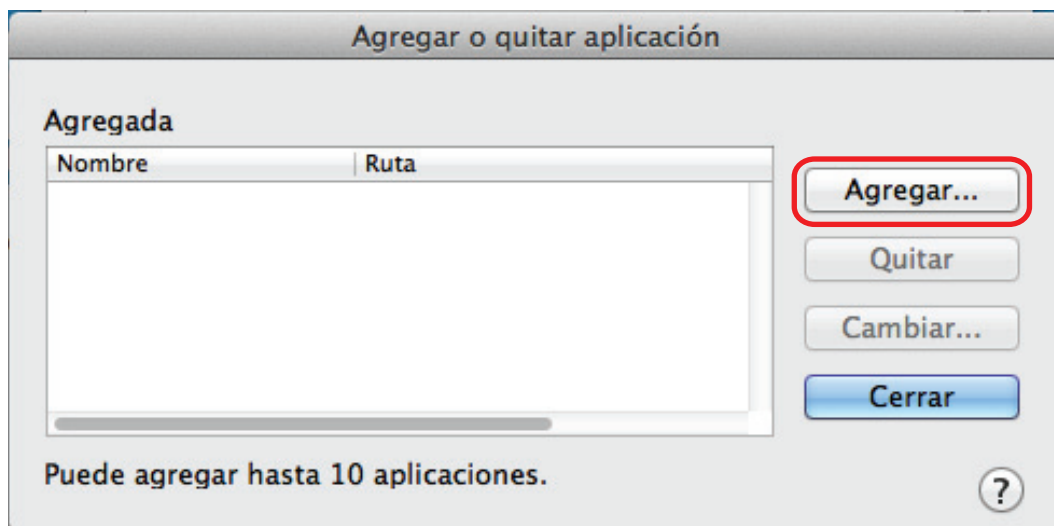 Agregar o quitar aplicación
Agregada
Nombre Ruta
Agregar...
Quitar
Cambiar...
Cerrar
Puede agregar hasta 10 aplicaciones.
?